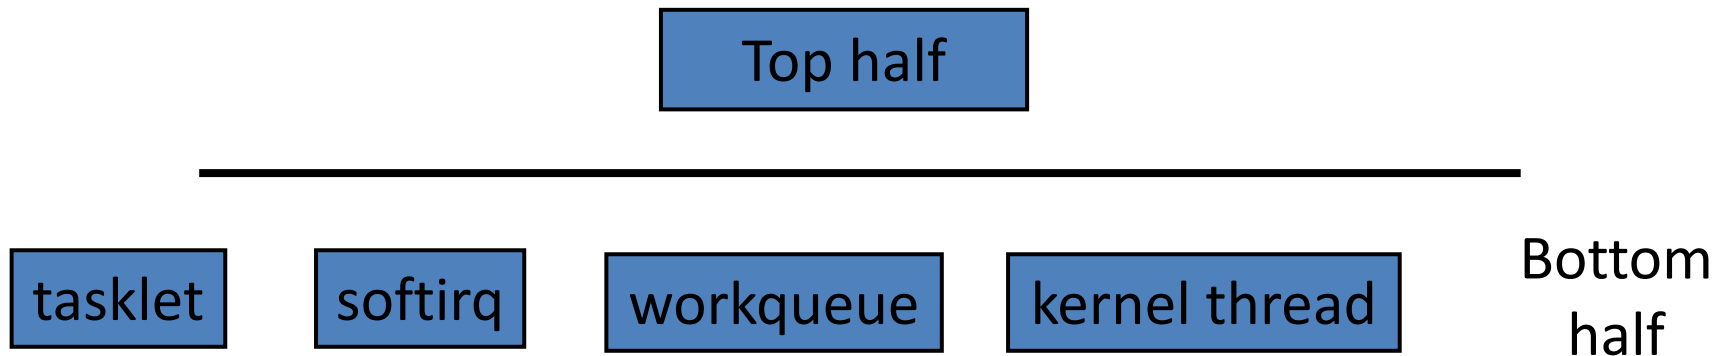 Top half
tasklet
softirq
workqueue
kernel thread
Bottom
half